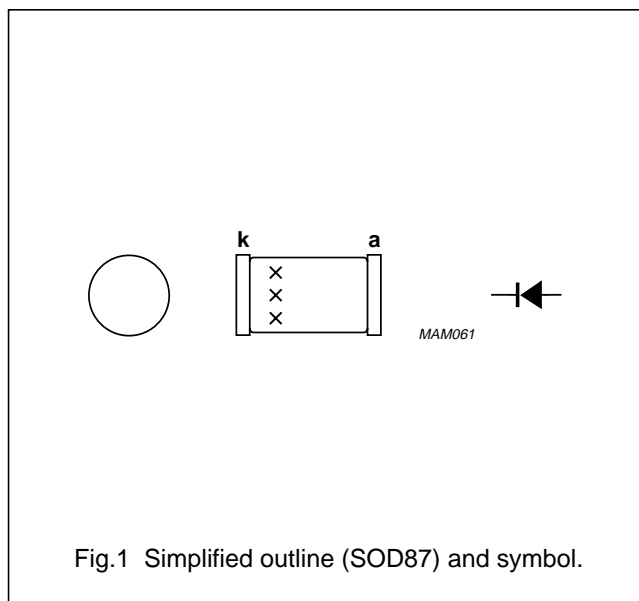 k a
MAM061
Fig.1 Simplified outline (SOD87) and symbol.